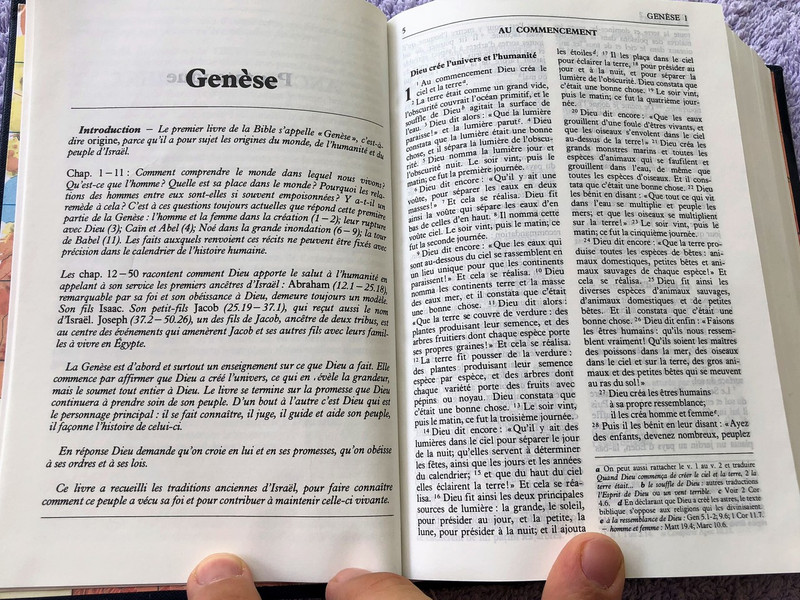 Genèse
Introduction – Le premier livre de la Bible s'appelle «Genèse», c'est-à-
dire origine, parce qu'il a pour sujet les origines du monde, de l'humanité et du
peuple d'Israël.
Chap. 1–11 : Comment comprendre le monde dans lequel nous vivons?
Qu'est-ce que l'homme? Quelle est sa place dans le monde? Pourquoi les rela-
tions des hommes entre eux sont-elles si souvent empoisonnées? Y a-t-il un
remède à cela? C'est à ces questions toujours actuelles que répond cette première
partie de la Genèse : l'homme et la femme dans la création (1–2); leur rupture
avec Dieu (3); Caïn et Abel (4); Noé dans la grande inondation (6–9); la tour
de Babel (11). Les faits auxquels renvoient ces récits ne peuvent être fixés avec
précision dans le calendrier de l'histoire humaine.
Les chap. 12–50 racontent comment Dieu apporte le salut à l'humanité en
appelant à son service les premiers ancêtres d'Israël : Abraham (12.1–25.18),
remarquable par sa foi et son obéissance à Dieu, demeure toujours un modèle.
Son fils Isaac. Son petit-fils Jacob (25.19–37.1), qui reçut aussi le nom
d'Israël. Joseph (37.2–50.26), un des fils de Jacob, ancêtre de deux tribus, est
au centre des événements qui amenèrent Jacob et ses autres fils avec leurs famil-
les à vivre en Égypte.
La Genèse est d'abord et surtout un enseignement sur ce que Dieu a fait. Elle
commence par affirmer que Dieu a créé l'univers, ce qui en révèle la grandeur,
mais le soumet tout entier à Dieu. Le livre se termine sur la promesse que Dieu
continuera à prendre soin de son peuple. D'un bout à l'autre c'est Dieu qui est
le personnage principal : il se fait connaître, il juge, il guide et aide son peuple,
il façonne l'histoire de celui-ci.
En réponse Dieu demande qu'on croie en lui et en ses promesses, qu'on obéisse
à ses ordres et à ses lois.
Ce livre a recueilli les traditions anciennes d'Israël, pour faire connaître
comment ce peuple a vécu sa foi et pour contribuer à maintenir celle-ci vivante.
5
GENÈSE 1
AU COMMENCEMENT
Dieu crée l'univers et l'humanité
1 1 Au commencement Dieu créa le
ciel et la terre a.
2 La terre était comme un grand vide,
l'obscurité couvrait l'océan primitif, et le
souffle de Dieu b agitait la surface de
l'eau. 3 Dieu dit alors : «Que la lumière
paraisse!» et la lumière parut c. 4 Dieu
constata que la lumière était une bonne
chose, et il sépara la lumière de l'obscu-
rité. 5 Dieu nomma la lumière jour et
l'obscurité nuit. Le soir vint, puis le
matin; ce fut la première journée.
6 Dieu dit encore : «Qu'il y ait une
voûte, pour séparer les eaux en deux
masses!» 7 Et cela se réalisa. Dieu fit
ainsi la voûte qui sépare les eaux d'en
bas de celles d'en haut. 8 Il nomma cette
voûte ciel. Le soir vint, puis le matin; ce
fut la seconde journée.
9 Dieu dit encore : «Que les eaux qui
sont au-dessous du ciel se rassemblent en
un lieu unique pour que les continents
paraissent!» Et cela se réalisa. 10 Dieu
nomma les continents terre et la masse
des eaux mer, et il constata que c'était
une bonne chose. 11 Dieu dit alors :
«Que la terre se couvre de verdure : des
plantes produisant leur semence, et des
arbres fruitiers dont chaque espèce porte
ses propres graines!» Et cela se réalisa.
12 La terre fit pousser de la verdure :
des plantes produisant leur semence
espèce par espèce, et des arbres dont
chaque variété porte des fruits avec
pépins ou noyau. Dieu constata que
c'était une bonne chose. 13 Le soir vint,
puis le matin, ce fut la troisième journée.
14 Dieu dit encore : «Qu'il y ait des
lumières dans le ciel pour séparer le jour
de la nuit; qu'elles servent à déterminer
les fêtes, ainsi que les jours et les années
du calendrier; 15 et que du haut du ciel
elles éclairent la terre!» Et cela se réa-
lisa. 16 Dieu fit ainsi les deux principales
sources de lumière : la grande, le soleil,
pour présider au jour, et la petite, la
lune, pour présider à la nuit; et il ajouta
les étoiles d. 17 Il les plaça dans le ciel
pour éclairer la terre, 18 pour présider au
jour et à la nuit, et pour séparer la
lumière de l'obscurité. Dieu constata que
c'était une bonne chose. 19 Le soir vint,
puis le matin; ce fut la quatrième jour-
née.
20 Dieu dit encore : «Que les eaux
grouillent d'une foule d'êtres vivants, et
que les oiseaux s'envolent dans le ciel
au-dessus de la terre!» 21 Dieu créa les
grands monstres marins et toutes les
espèces d'animaux qui se faufilent et
grouillent dans l'eau, de même que
toutes les espèces d'oiseaux. Et il cons-
tata que c'était une bonne chose. 22 Dieu
les bénit en disant : «Que tout ce qui vit
dans l'eau se multiplie et peuple les
mers, et que les oiseaux se multiplient
sur la terre!» 23 Le soir vint, puis le
matin; ce fut la cinquième journée.
24 Dieu dit encore : «Que la terre pro-
duise toutes les espèces de bêtes : ani-
maux domestiques, petites bêtes et ani-
maux sauvages de chaque espèce!» Et
cela se réalisa. 25 Dieu fit ainsi les
diverses espèces d'animaux sauvages,
d'animaux domestiques et de petites
bêtes. Et il constata que c'était une
bonne chose. 26 Dieu dit enfin : «Faisons
les êtres humains; qu'ils nous ressem-
blent vraiment! Qu'ils soient les maîtres
des poissons dans la mer, des oiseaux
dans le ciel et sur la terre, des gros ani-
maux et des petites bêtes qui se meuvent
au ras du sol!»
27 Dieu créa les êtres humains
à sa propre ressemblance;
il les créa homme et femme e.
28 Puis il les bénit en leur disant : «Ayez
des enfants, devenez nombreux, peuplez
a On peut aussi rattacher le v. 1 au v. 2 et traduire
Quand Dieu commença de créer le ciel et la terre, 2 la
terre était... b le souffle de Dieu : autres traductions
l'Esprit de Dieu ou un vent terrible. c Voir 2 Cor
4.6. d En déclarant que Dieu a créé les astres, le texte
biblique s'oppose aux religions qui les divinisaient.
e à la ressemblance de Dieu : Gen 5.1-2; 9.6; 1 Cor 11.7.
– homme et femme : Matt 19.4; Marc 10.6.